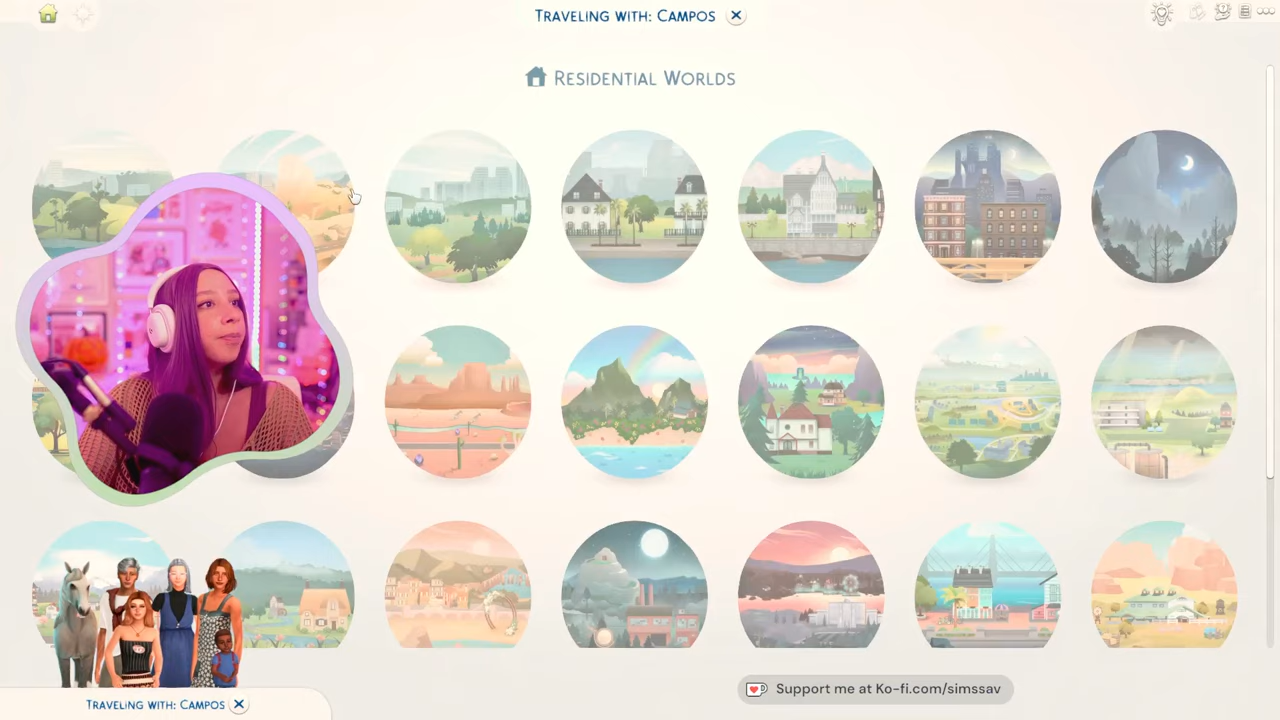 TRAVELING WITH: CAMPOS
RESIDENTIAL WORLDS
Support me at Ko-fi.com/simssav
TRAVELING WITH: CAMPOS